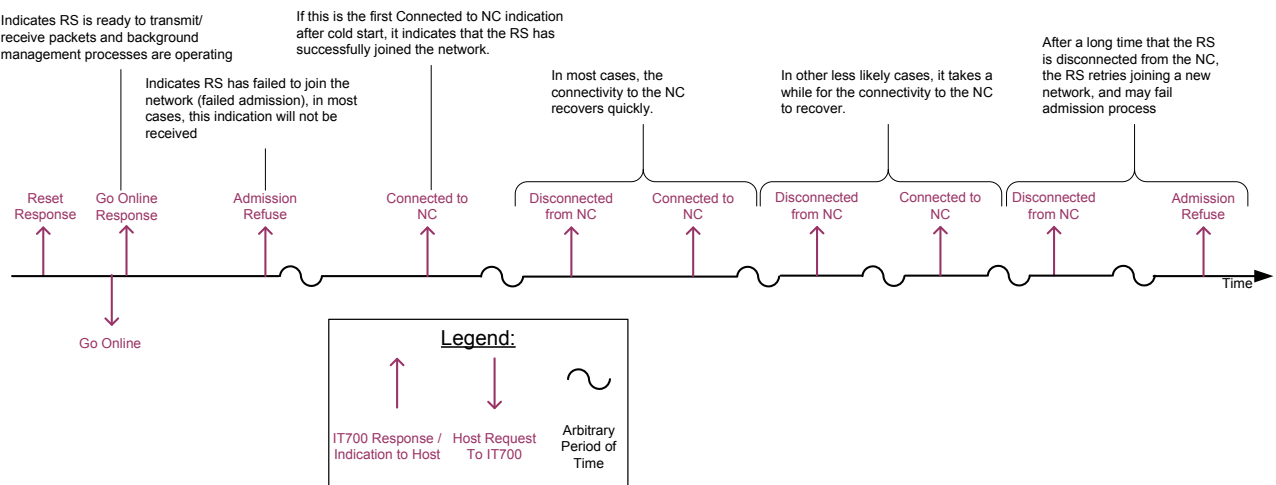 Indicates RS is ready to transmit/
receive packets and background
management processes are operating
Indicates RS has failed to join the
network (failed admission), in most
cases, this indication will not be
received
If this is the first Connected to NC indication
after cold start, it indicates that the RS has
successfully joined the network.
In most cases, the
connectivity to the NC
recovers quickly.
In other less likely cases, it takes a
while for the connectivity to the NC
to recover.
After a long time that the RS
is disconnected from the NC,
the RS retries joining a new
network, and may fail
admission process
Reset
Response
Go Online
Response
Admission
Refuse
Connected to
NC
Disconnected
from NC
Connected to
NC
Disconnected
from NC
Connected to
NC
Disconnected
from NC
Admission
Refuse
Time
Go Online
Legend:
IT700 Response /
Indication to Host
Host Request
To IT700
Arbitrary
Period of
Time